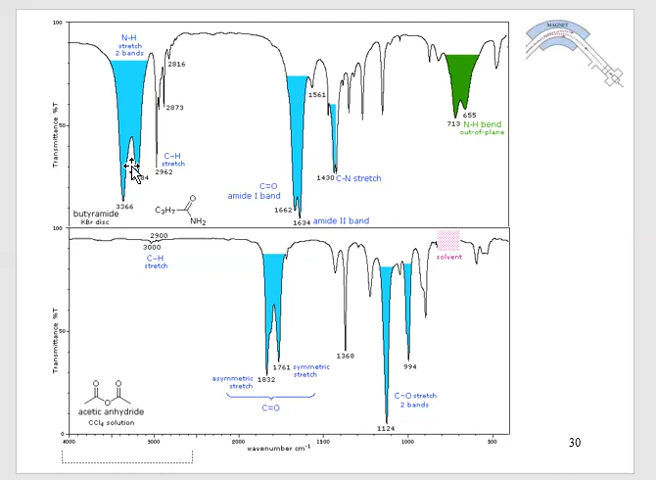 100
N-H
stretch
2 bands
2816
2873
2962
C-H
stretch
3366
84
1561
1430
C-N stretch
C=O
amide I band
1662
1634
amide II band
713
655
N-H bend
out-of-plane
50
Transmittance %T
butyramide
KBr disc
C₃H₇
O
NH₂
MAGNET
100
2900
3000
C-H
stretch
solvent
50
Transmittance %T
1761
symmetric
stretch
asymmetric
stretch
1832
C=O
1368
994
C-O stretch
2 bands
1124
O O
O
acetic anhydride
CCl₄ solution
0
4000 3000 2000 1500 1000 500
wavenumber cm⁻¹
30